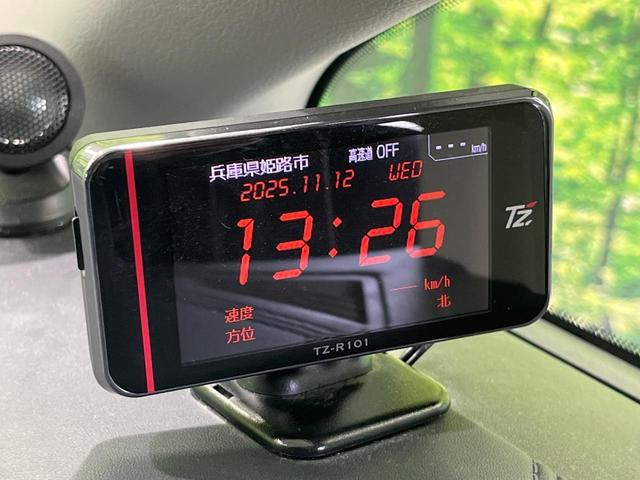 兵庫県姫路市 高速道 OFF --- km/h
2025.11.12 WED
13:26
速度 --- km/h
方位 北
TZ
TZ-R101